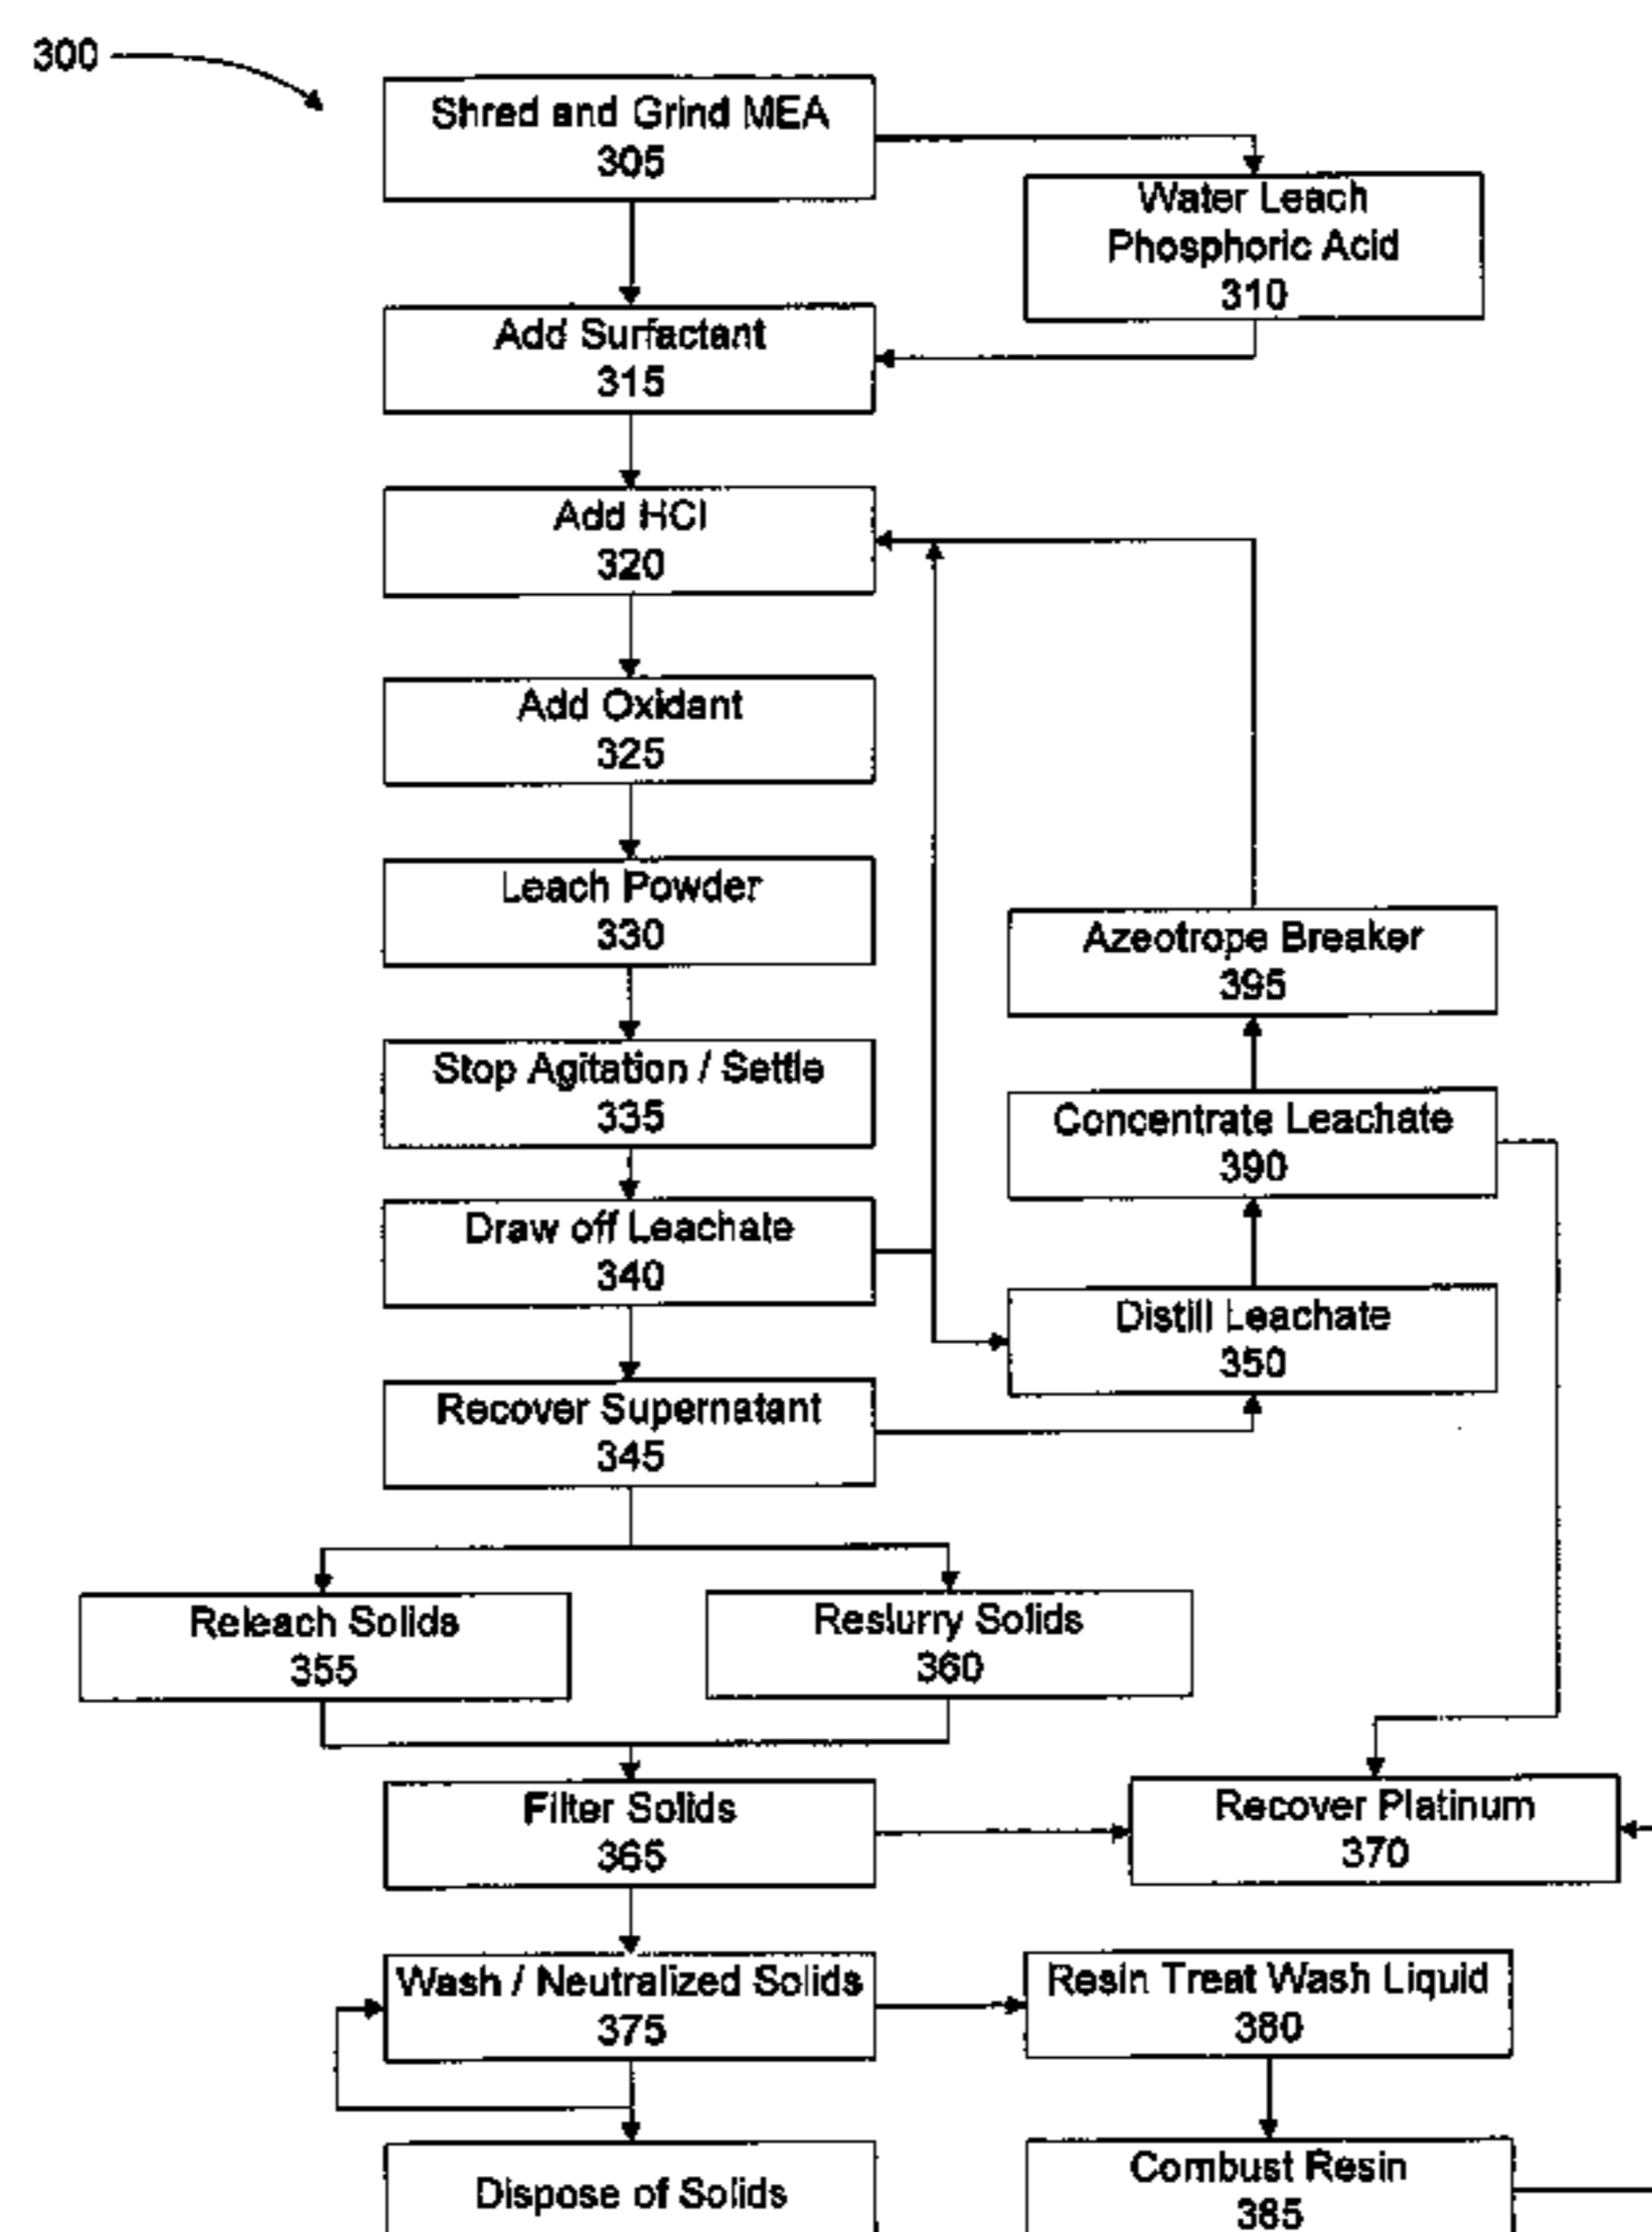 300
Shred and Grind MEA
305
Water Leach
Phosphoric Acid
310
Add Surfactant
315
Add HCl
320
Add Oxidant
325
Leach Powder
330
Azeotrope Breaker
395
Stop Agitation / Settle
335
Concentrate Leachate
390
Draw off Leachate
340
Distill Leachate
350
Recover Supernatant
345
Releach Solids
355
Reslurry Solids
360
Filter Solids
365
Recover Platinum
370
Wash / Neutralized Solids
375
Resin Treat Wash Liquid
380
Dispose of Solids
Combust Resin
385